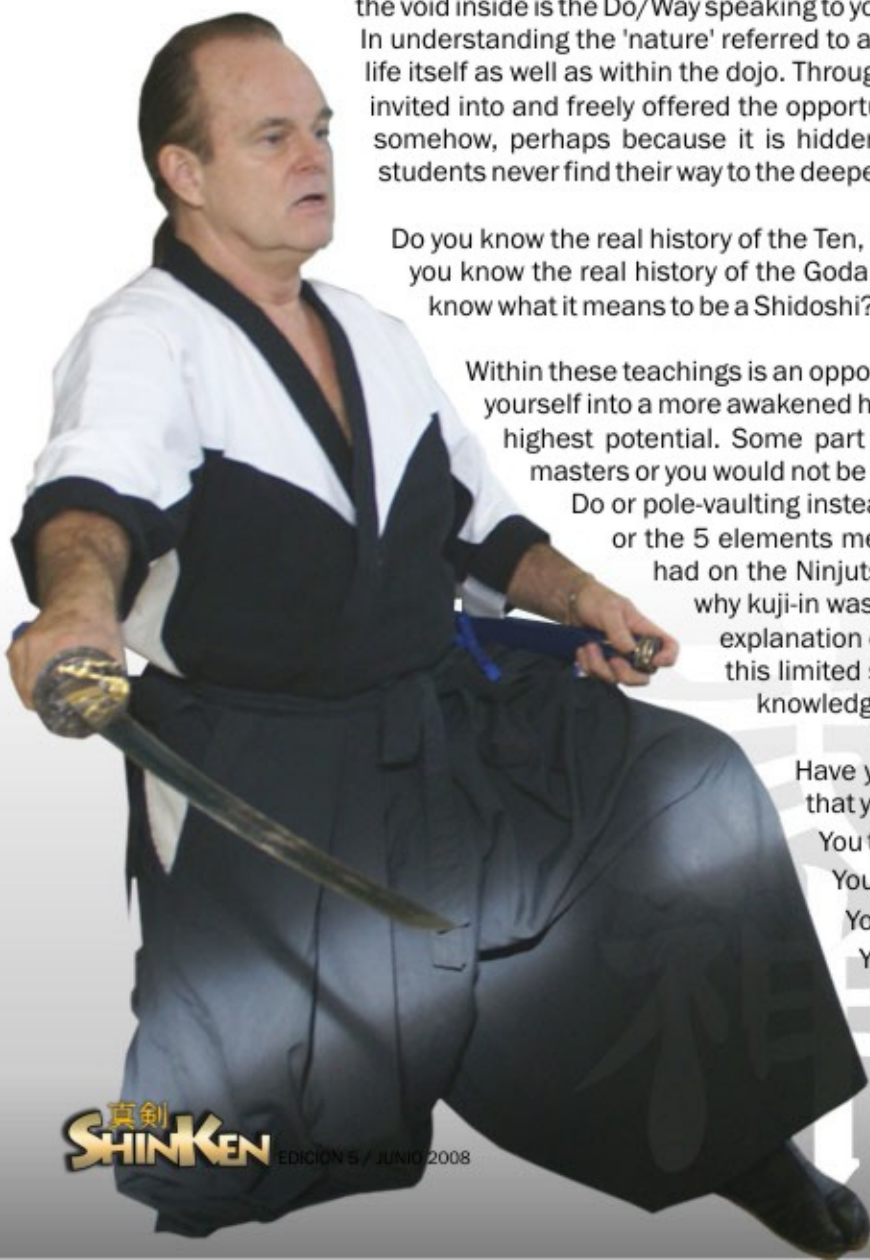 the void inside is the Do/Way speaking to yo
In understanding the 'nature' referred to a
life itself as well as within the dojo. Throug
invited into and freely offered the opportu
somehow, perhaps because it is hidden
students never find their way to the deepe
Do you know the real history of the Ten,
you know the real history of the Goda
know what it means to be a Shidoshi?
Within these teachings is an oppo
yourself into a more awakened h
highest potential. Some part
masters or you would not be
Do or pole-vaulting instea
or the 5 elements me
had on the Ninjuts
why kuji-in was
explanation
this limited
knowledg
Have y
that y
You t
You
Yo
Y
真剣
SHINKEN
EDICION 5 / JUNIO 2008